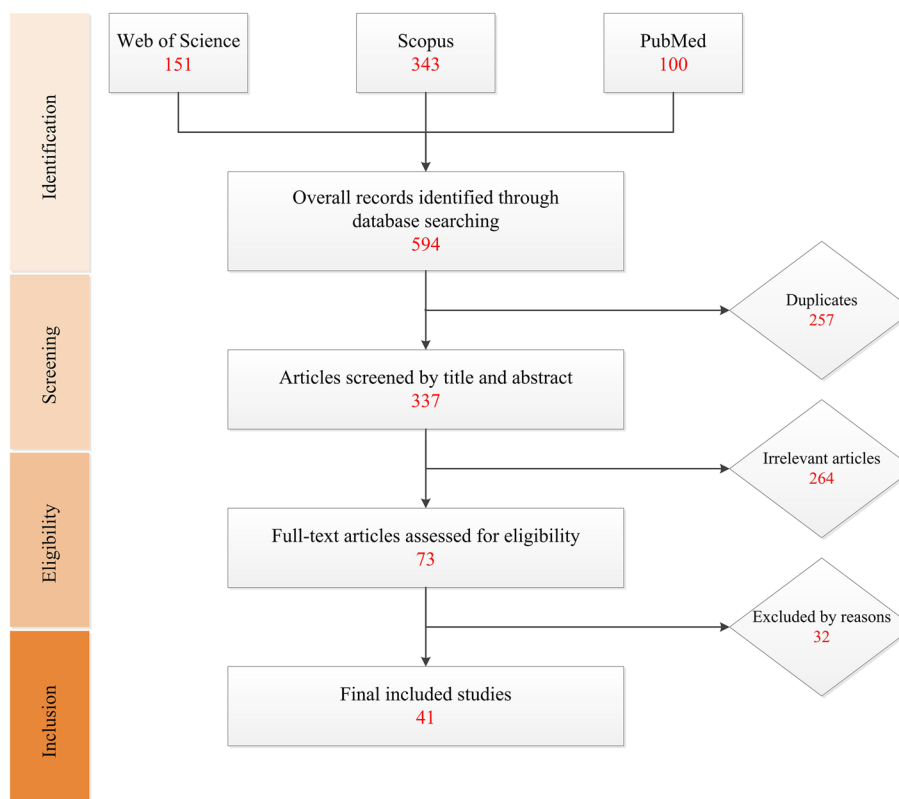 Identification
Web of Science
151
Scopus
343
PubMed
100
Overall records identified through
database searching
594
Screening
Duplicates
257
Articles screened by title and abstract
337
Eligibility
Irrelevant articles
264
Full-text articles assessed for eligibility
73
Inclusion
Excluded by reasons
32
Final included studies
41